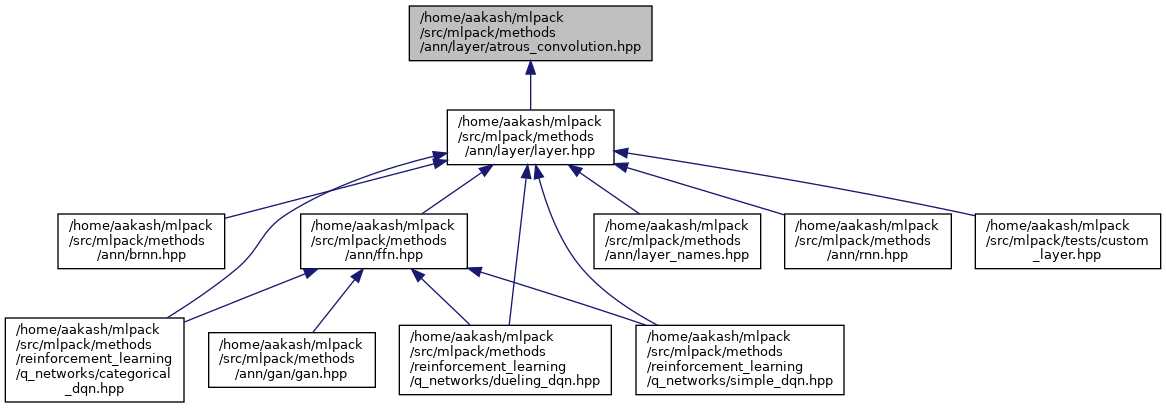 /home/aakash/mlpack
/src/mlpack/methods
/ann/layer/atrous_convolution.hpp
/home/aakash/mlpack
/src/mlpack/methods
/ann/layer/layer.hpp
/home/aakash/mlpack
/src/mlpack/methods
/ann/brnn.hpp
/home/aakash/mlpack
/src/mlpack/methods
/ann/ffn.hpp
/home/aakash/mlpack
/src/mlpack/methods
/ann/layer_names.hpp
/home/aakash/mlpack
/src/mlpack/methods
/ann/rnn.hpp
/home/aakash/mlpack
/src/mlpack/tests/custom
_layer.hpp
/home/aakash/mlpack
/src/mlpack/methods
/reinforcement_learning
/q_networks/categorical
_dqn.hpp
/home/aakash/mlpack
/src/mlpack/methods
/ann/gan/gan.hpp
/home/aakash/mlpack
/src/mlpack/methods
/reinforcement_learning
/q_networks/dueling_dqn.hpp
/home/aakash/mlpack
/src/mlpack/methods
/reinforcement_learning
/q_networks/simple_dqn.hpp